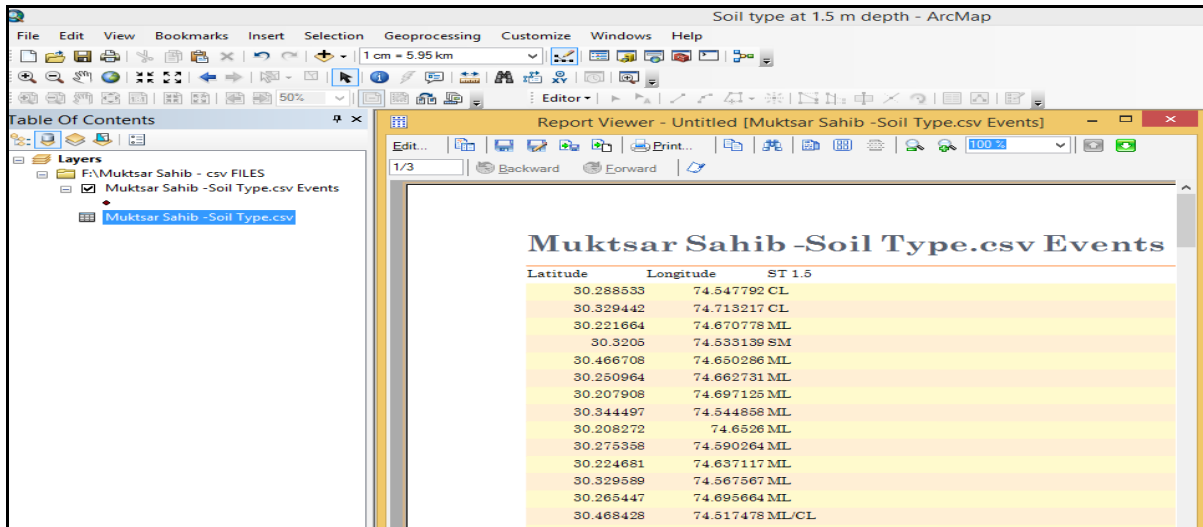 Soil type at 1.5 m depth - ArcMap
File Edit View Bookmarks Insert Selection Geoprocessing Customize Windows Help
1 cm = 5.95 km
50%
Editor
Table Of Contents
Layers
F:\Muktsar Sahib - csv FILES
Muktsar Sahib -Soil Type.csv Events
Muktsar Sahib -Soil Type.csv
Report Viewer - Untitled [Muktsar Sahib -Soil Type.csv Events]
Edit... Print... 100 %
1/3 Backward Forward
Muktsar Sahib -Soil Type.csv Events
Latitude Longitude ST 1.5
30.288533 74.547792 CL
30.329442 74.713217 CL
30.221664 74.670778 ML
30.3205 74.533139 SM
30.466708 74.650286 ML
30.250964 74.662731 ML
30.207908 74.697125 ML
30.344497 74.544858 ML
30.208272 74.6526 ML
30.275358 74.590264 ML
30.224681 74.637117 ML
30.329589 74.567567 ML
30.265447 74.695664 ML
30.468428 74.517478 ML/CL